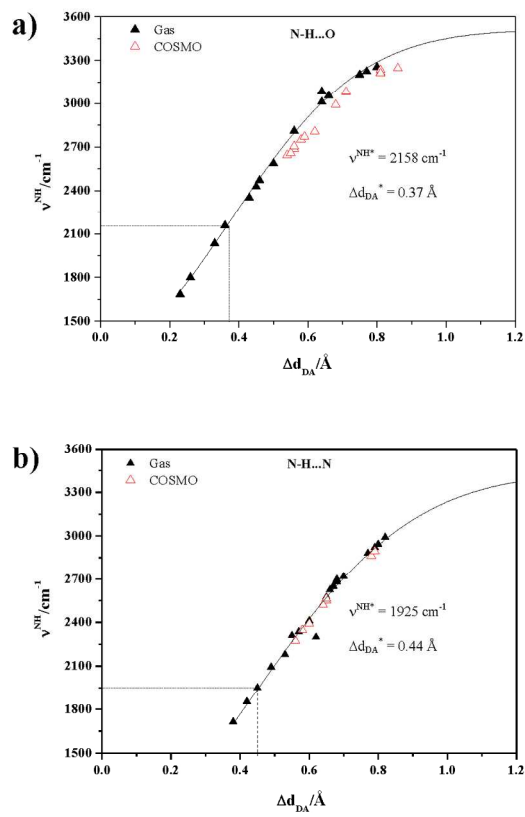 a)
Gas
COSMO
N-H...O
3600
3300
3000
2700
2400
2100
1800
1500
ν^NH/cm⁻¹
ν^NH* = 2158 cm⁻¹
Δd_DA* = 0.37 Å
0.0 0.2 0.4 0.6 0.8 1.0 1.2
Δd_DA/Å
b)
Gas
COSMO
N-H...N
3600
3300
3000
2700
2400
2100
1800
1500
ν^NH/cm⁻¹
ν^NH* = 1925 cm⁻¹
Δd_DA* = 0.44 Å
0.0 0.2 0.4 0.6 0.8 1.0 1.2
Δd_DA/Å